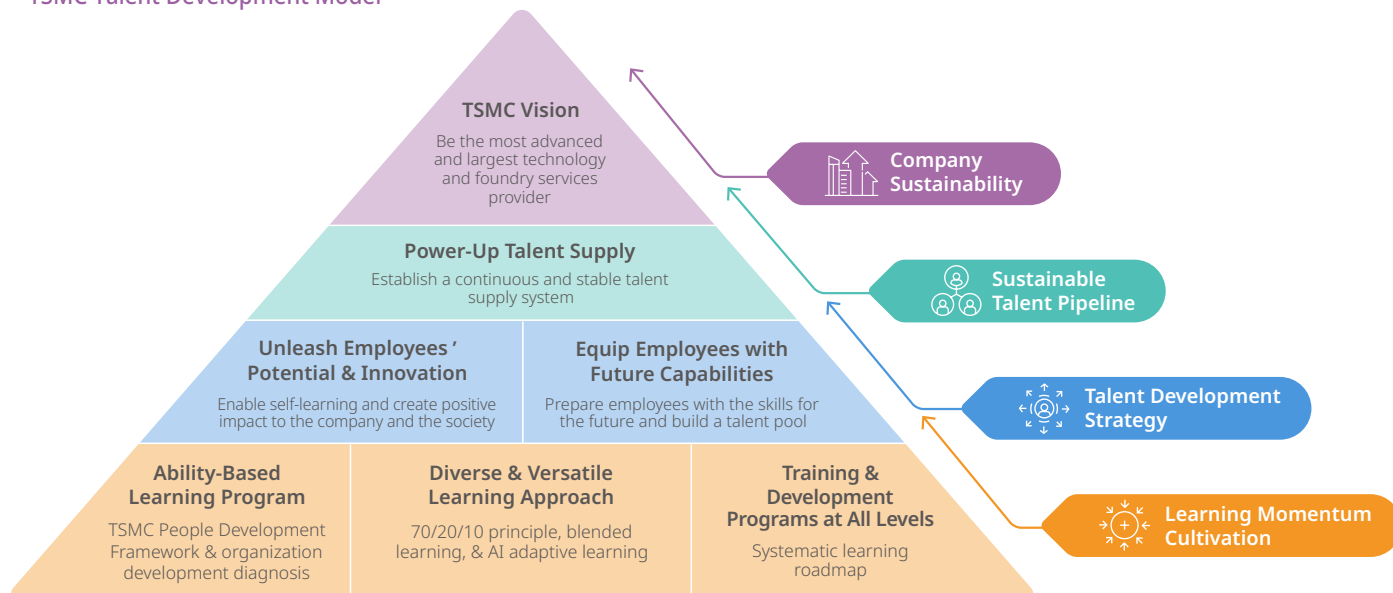 TSMC Talent Development Model
TSMC Vision
Be the most advanced
and largest technology
and foundry services
provider
Company
Sustainability
Power-Up Talent Supply
Establish a continuous and stable talent
supply system
Sustainable
Talent Pipeline
Unleash Employees ’
Potential & Innovation
Enable self-learning and create positive
impact to the company and the society
Equip Employees with
Future Capabilities
Prepare employees with the skills for
the future and build a talent pool
Talent Development
Strategy
Ability-Based
Learning Program
TSMC People Development
Framework & organization
development diagnosis
Diverse & Versatile
Learning Approach
70/20/10 principle, blended
learning, & AI adaptive learning
Training &
Development
Programs at All Levels
Systematic learning
roadmap
Learning Momentum
Cultivation